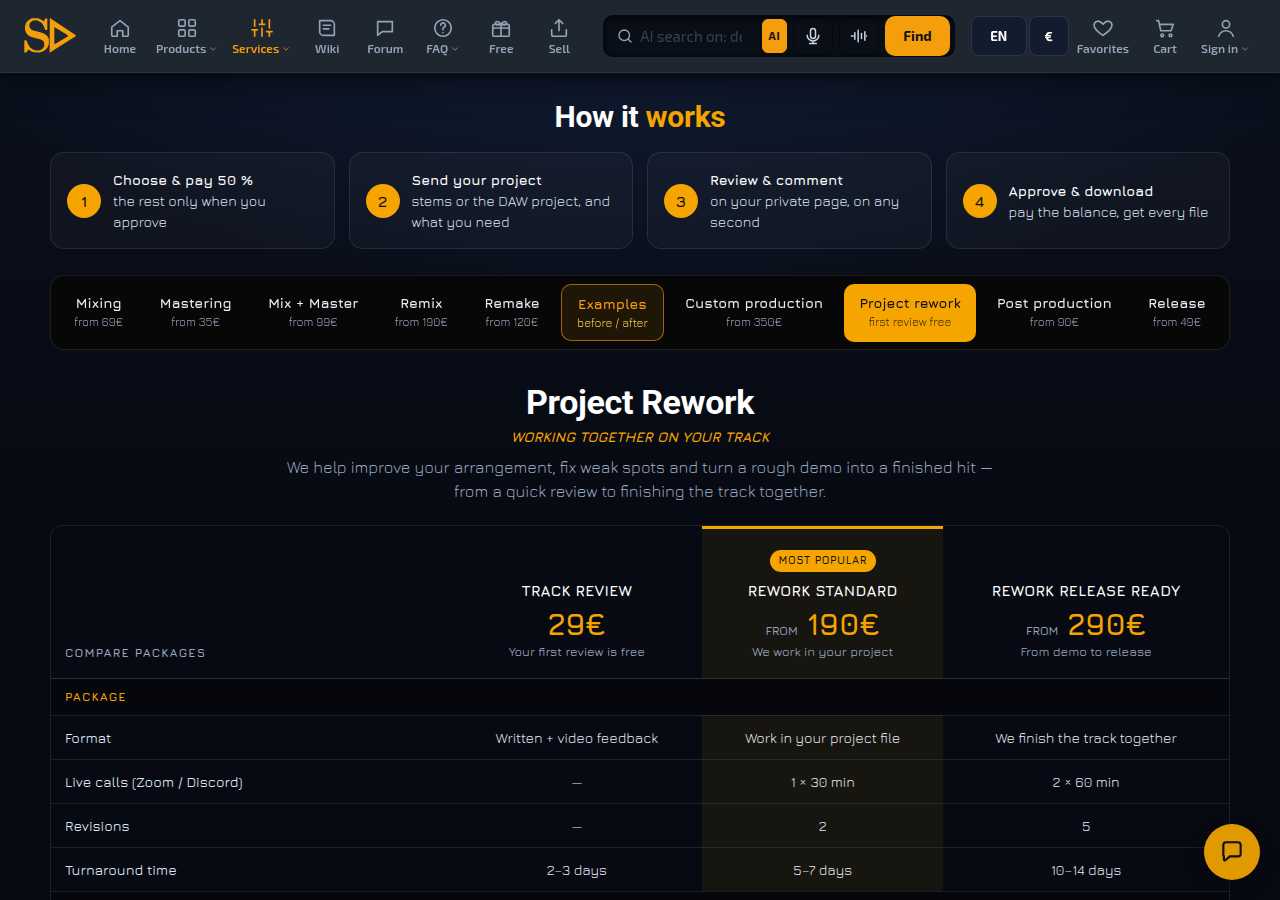 SD
Home
Products
Services
Wiki
Forum
FAQ
Free
Sell
AI search on: de
AI
Find
EN
€
Favorites
Cart
Sign in
How it works
1
Choose & pay 50 %
the rest only when you
approve
2
Send your project
stems or the DAW project, and
what you need
3
Review & comment
on your private page, on any
second
4
Approve & download
pay the balance, get every file
Mixing
from 69€
Mastering
from 35€
Mix + Master
from 99€
Remix
from 190€
Remake
from 120€
Examples
before / after
Custom production
from 350€
Project rework
first review free
Post production
from 90€
Release
from 49€
Project Rework
WORKING TOGETHER ON YOUR TRACK
We help improve your arrangement, fix weak spots and turn a rough demo into a finished hit —
from a quick review to finishing the track together.
COMPARE PACKAGES
TRACK REVIEW
29€
Your first review is free
MOST POPULAR
REWORK STANDARD
FROM 190€
We work in your project
REWORK RELEASE READY
FROM 290€
From demo to release
PACKAGE
Format Written + video feedback Work in your project file We finish the track together
Live calls (Zoom / Discord) — 1 × 30 min 2 × 60 min
Revisions — 2 5
Turnaround time 2–3 days 5–7 days 10–14 days